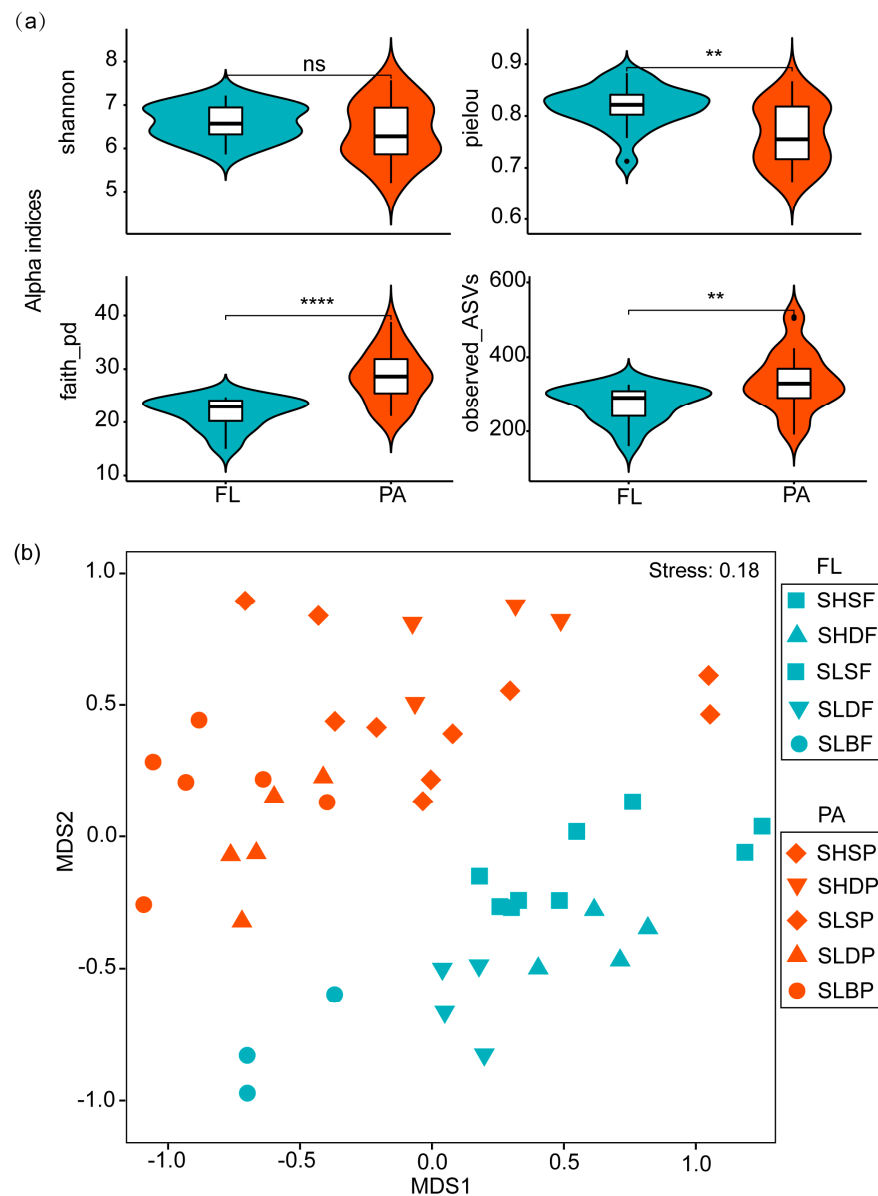 (a)
Alpha indices
shannon
8
7
6
5
ns
pielou
0.9
0.8
0.7
0.6
**
faith_pd
40
30
20
10
****
FL
PA
observed_ASVs
600
400
200
**
FL
PA
(b)
Stress: 0.18
MDS2
1.0
0.5
0.0
-0.5
-1.0
-1.0
-0.5
0.0
0.5
1.0
MDS1
FL
SHSF
SHDF
SLSF
SLDF
SLBF
PA
SHSP
SHDP
SLSP
SLDP
SLBP